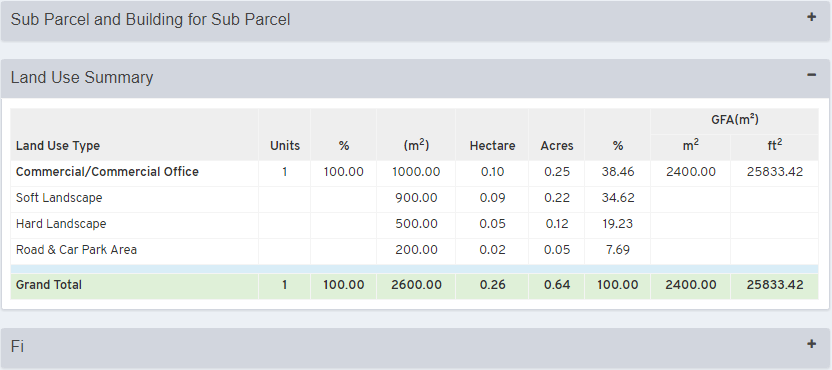 Sub Parcel and Building for Sub Parcel +
Land Use Summary −
GFA(m²)
Land Use Type Units % (m²) Hectare Acres % m² ft²
Commercial/Commercial Office 1 100.00 1000.00 0.10 0.25 38.46 2400.00 25833.42
Soft Landscape 900.00 0.09 0.22 34.62
Hard Landscape 500.00 0.05 0.12 19.23
Road & Car Park Area 200.00 0.02 0.05 7.69
Grand Total 1 100.00 2600.00 0.26 0.64 100.00 2400.00 25833.42
Fi +